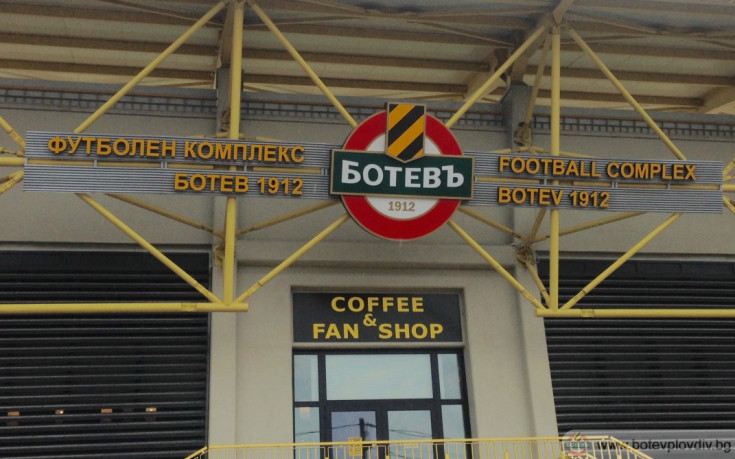 ФУТБОЛЕН КОМПЛЕКС
БОТЕВ 1912
БОТЕВЪ
1912
FOOTBALL COMPLEX
BOTEV 1912
COFFEE
&
FAN SHOP
www.botevplovdiv.bg